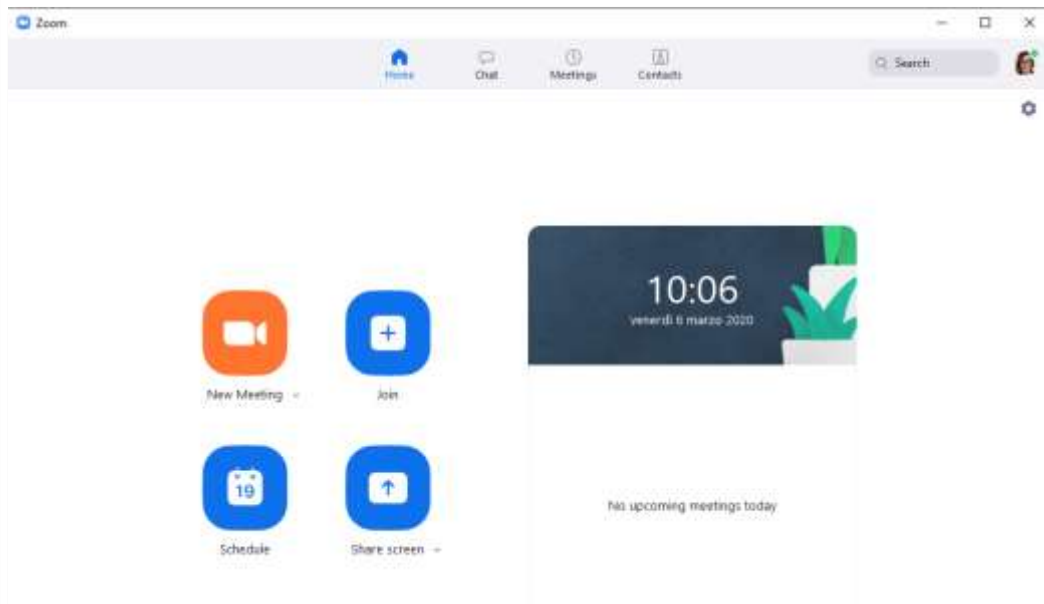 Zoom
Home
Chat
Meetings
Contacts
Search
10:06
venerdì 6 marzo 2020
New Meeting
Join
19
Schedule
Share screen
No upcoming meetings today